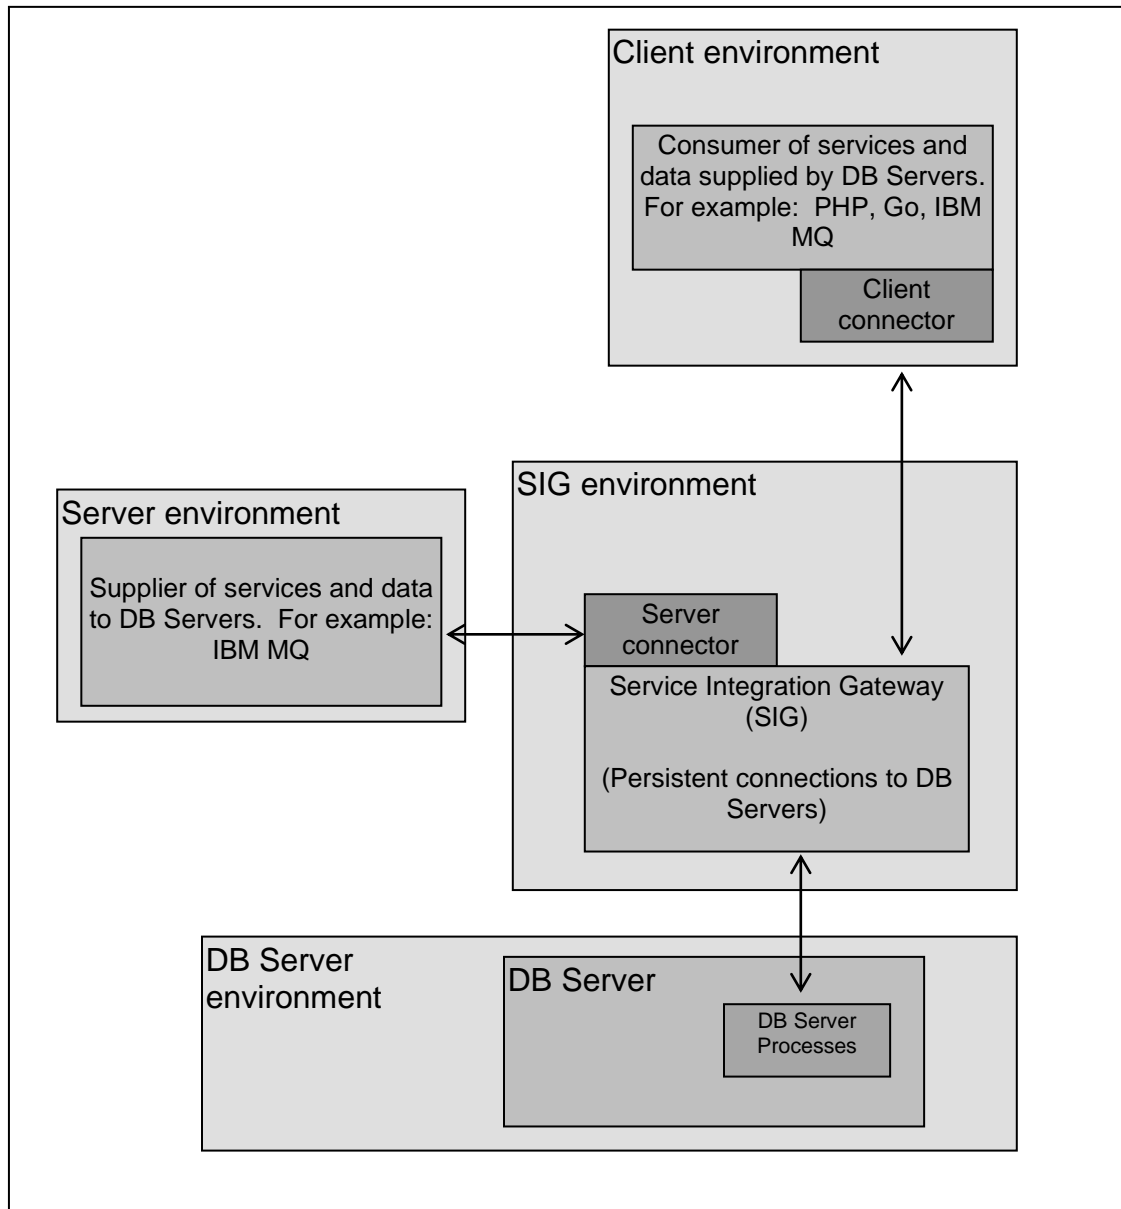 Client environment
Consumer of services and
data supplied by DB Servers.
For example:  PHP, Go, IBM
MQ
Client
connector
SIG environment
Server environment
Supplier of services and data
to DB Servers.  For example:
IBM MQ
Server
connector
Service Integration Gateway
(SIG)
(Persistent connections to DB
Servers)
DB Server
environment
DB Server
DB Server
Processes